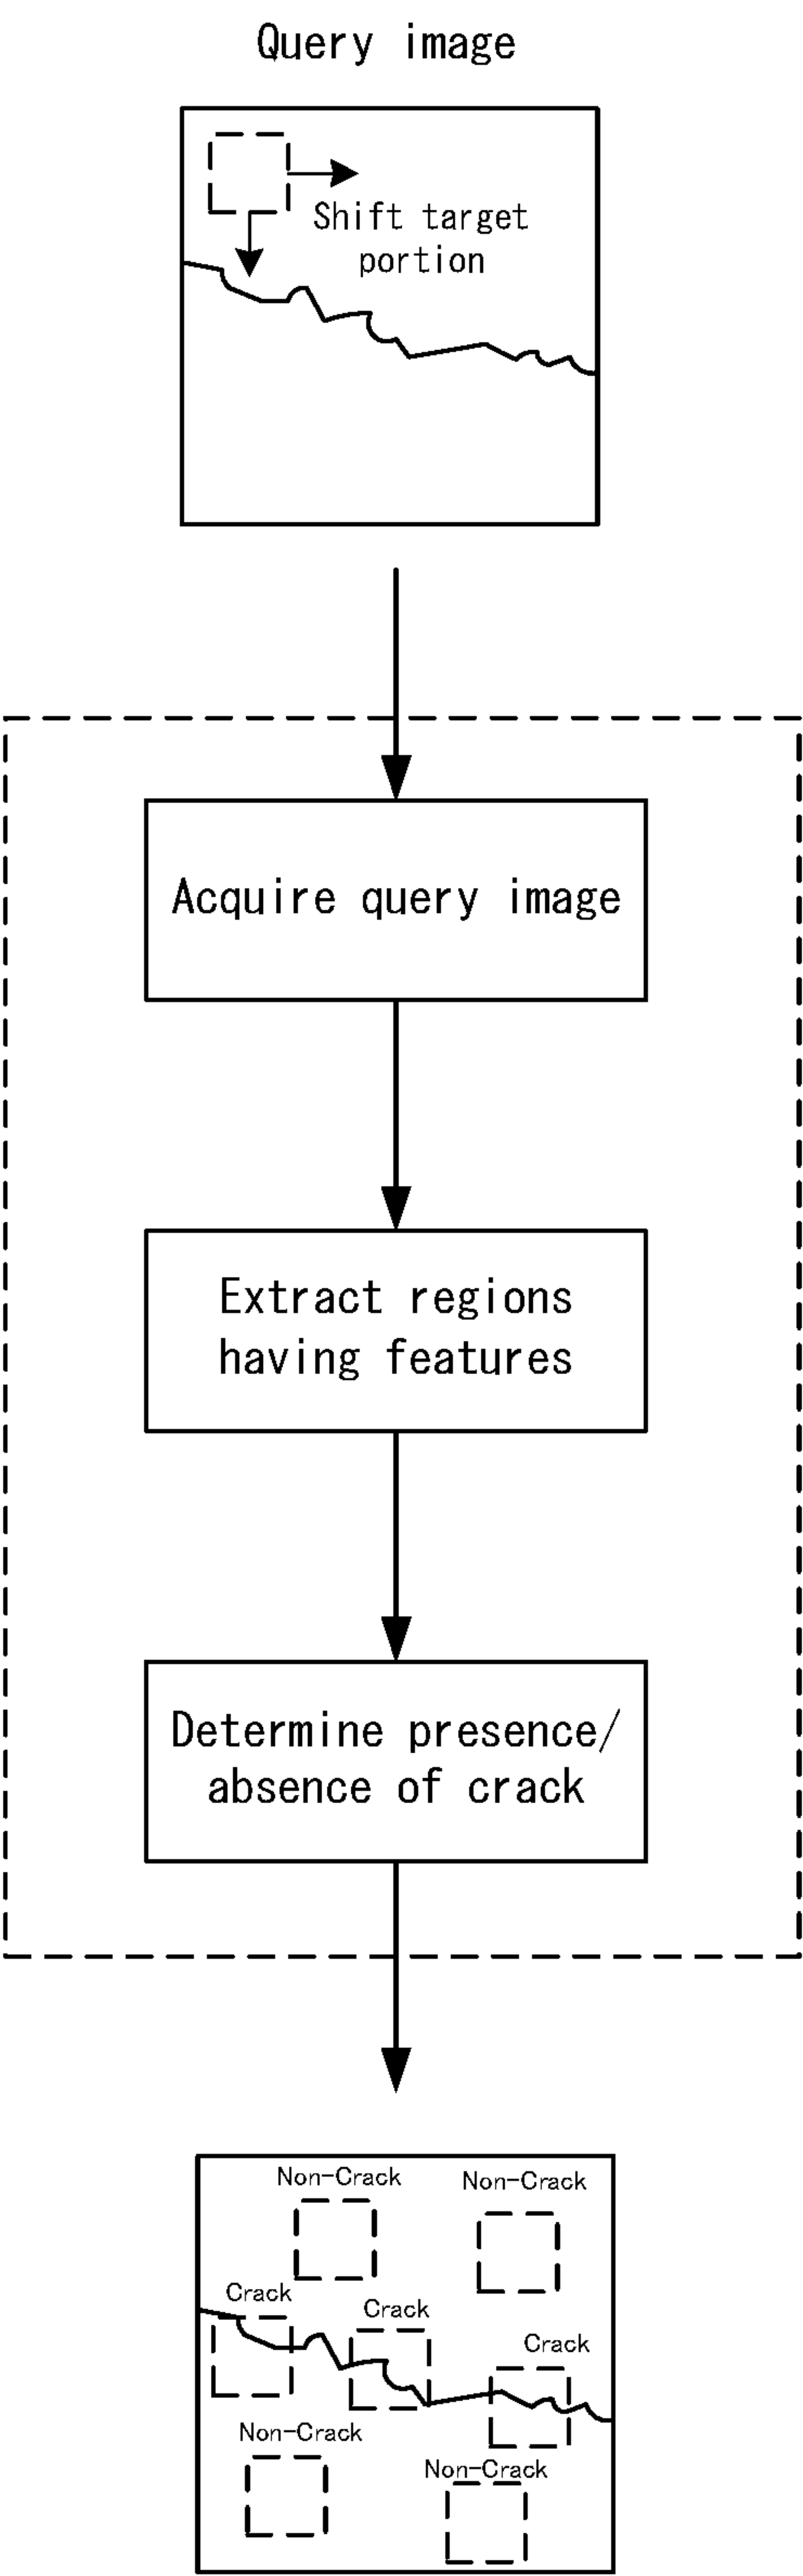 Query image
Shift target
portion
Acquire query image
Extract regions
having features
Determine presence/
absence of crack
Non-Crack
Non-Crack
Crack
Crack
Crack
Non-Crack
Non-Crack